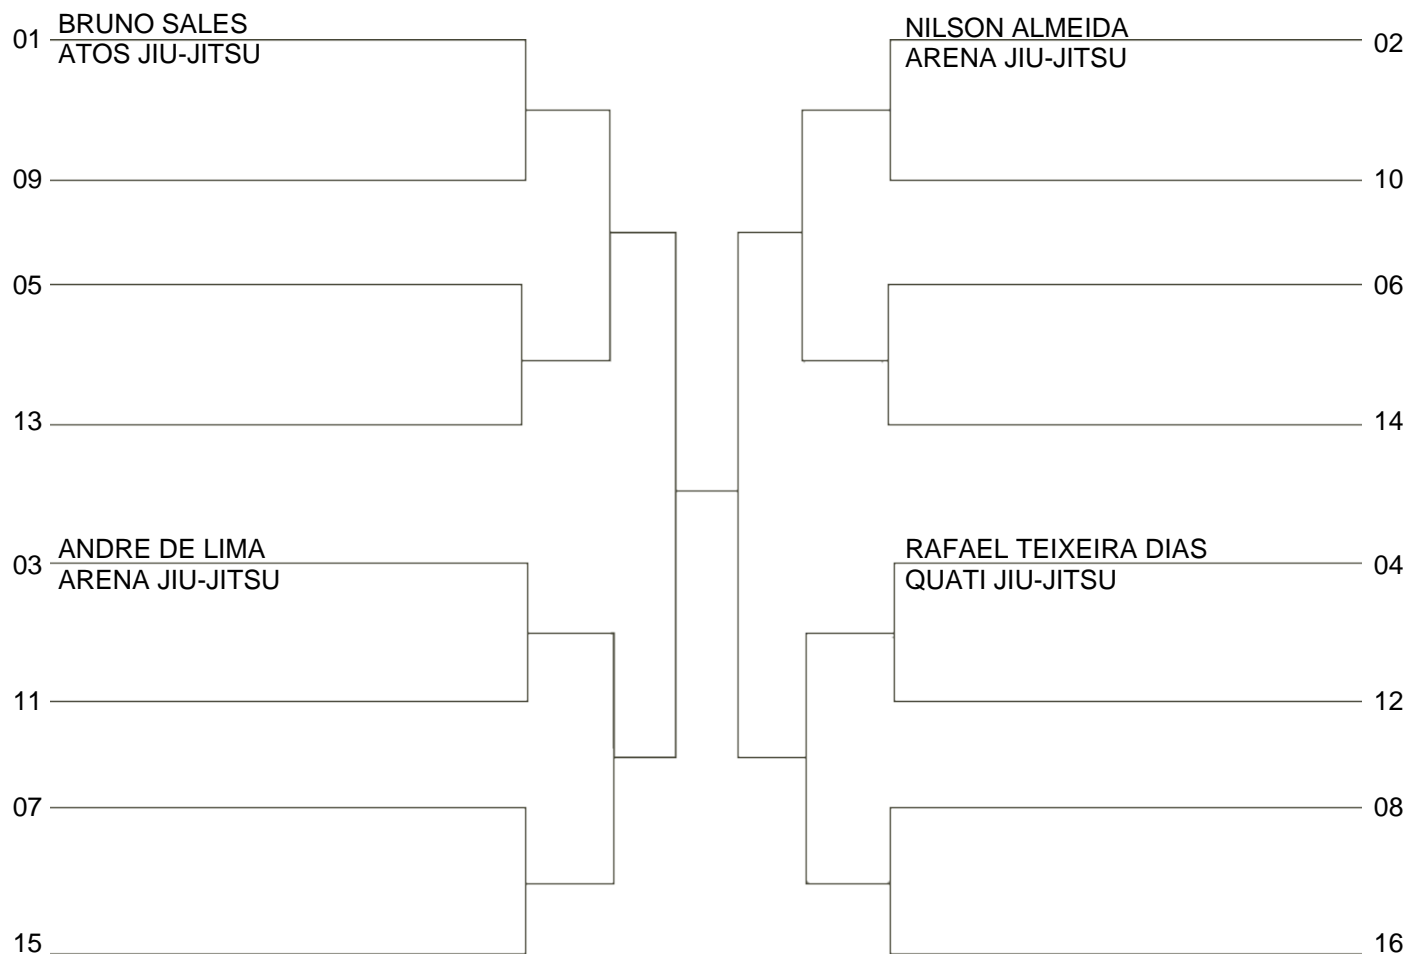 01
BRUNO SALES
ATOS JIU-JITSU
09
05
13
03
ANDRE DE LIMA
ARENA JIU-JITSU
11
07
15
NILSON ALMEIDA
ARENA JIU-JITSU
02
10
06
14
RAFAEL TEIXEIRA DIAS
QUATI JIU-JITSU
04
12
08
16